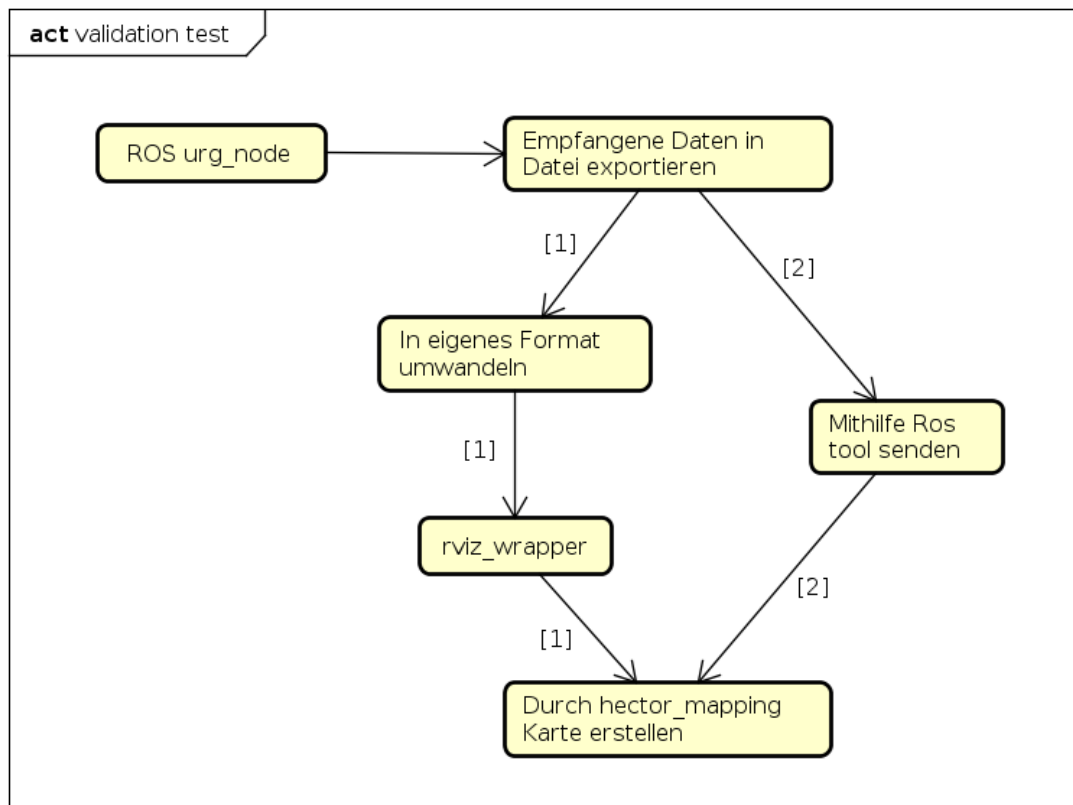 act validation test
ROS urg_node
Empfangene Daten in
Datei exportieren
[1]
[2]
In eigenes Format
umwandeln
Mithilfe Ros
tool senden
[1]
rviz_wrapper
[2]
[1]
Durch hector_mapping
Karte erstellen